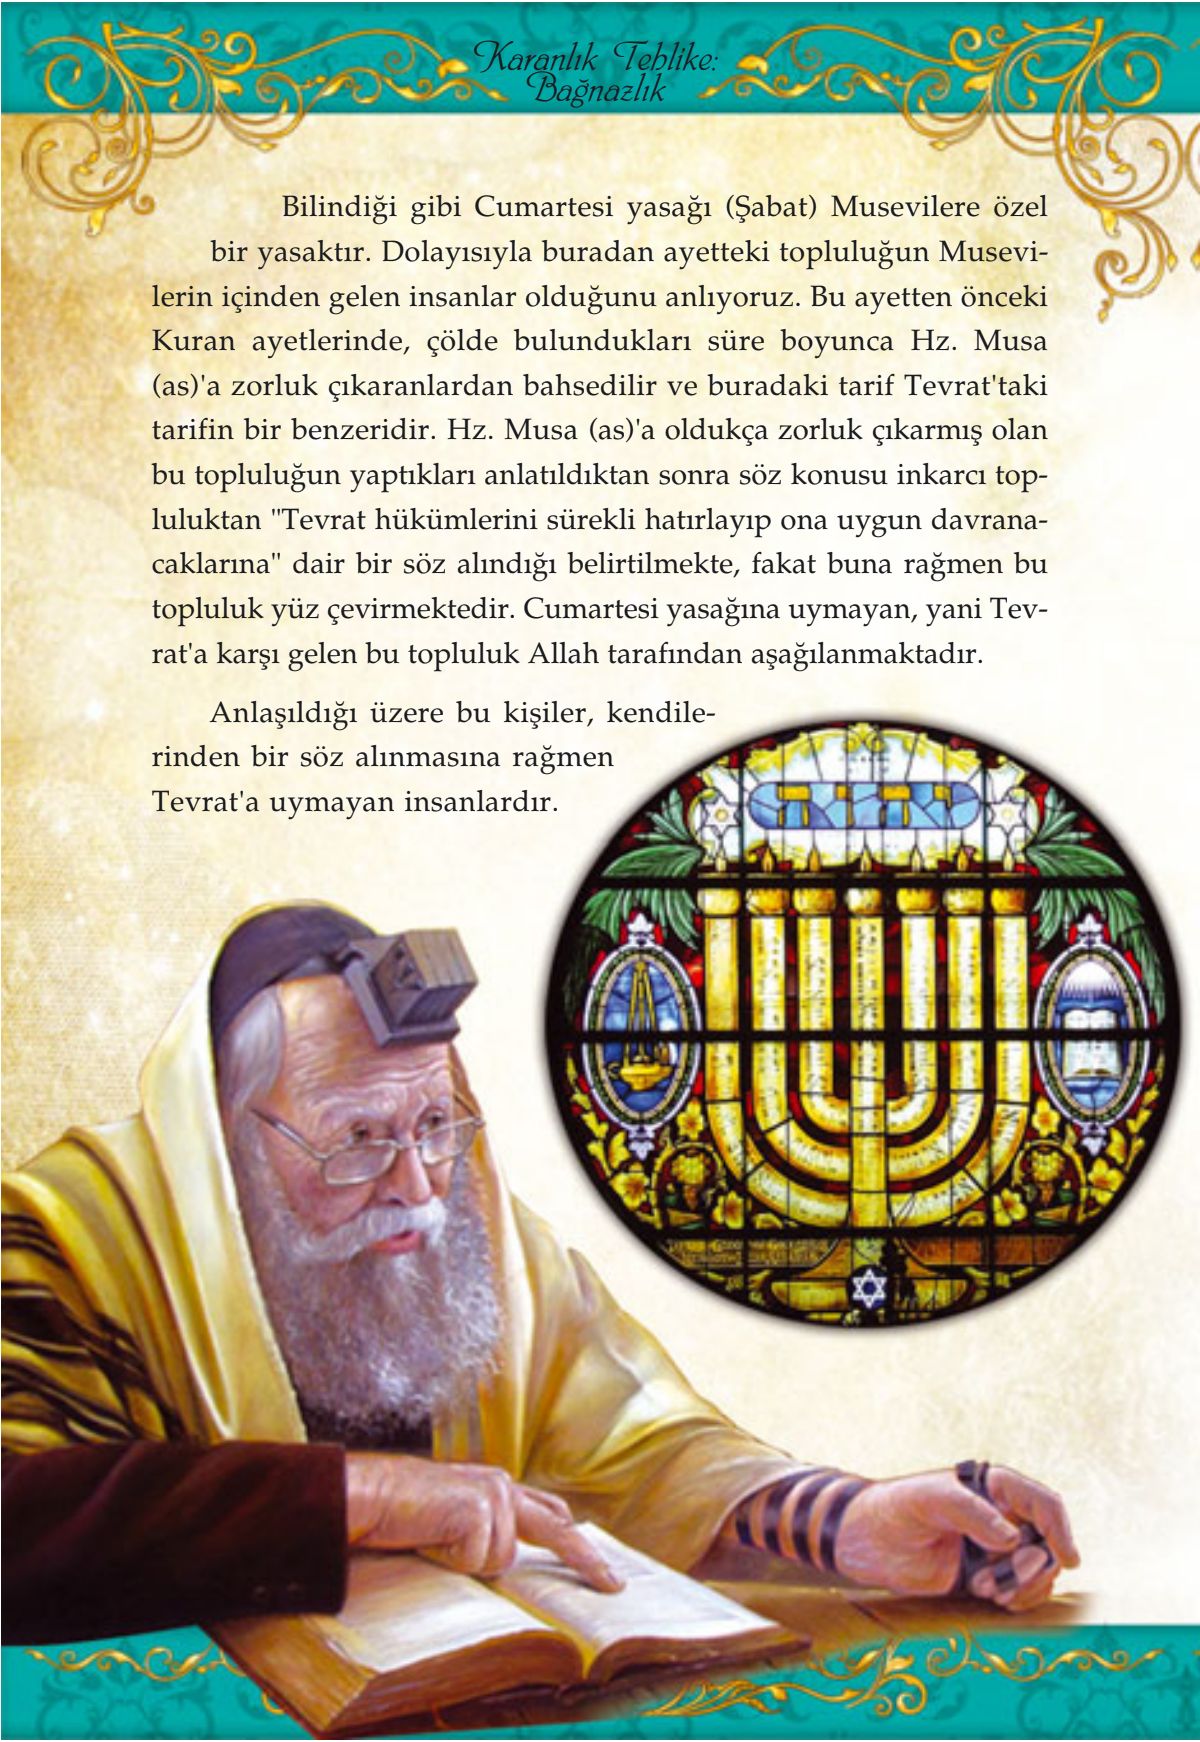 Karanlık Tehlike:
Bağnazlık
Bilindiği gibi Cumartesi yasağı (Şabat) Musevilere özel
bir yasaktır. Dolayısıyla buradan ayetteki topluluğun Musevi-
lerin içinden gelen insanlar olduğunu anlıyoruz. Bu ayetten önceki
Kuran ayetlerinde, çölde bulundukları süre boyunca Hz. Musa
(as)'a zorluk çıkaranlardan bahsedilir ve buradaki tarif Tevrat'taki
tarifin bir benzeridir. Hz. Musa (as)'a oldukça zorluk çıkarmış olan
bu topluluğun yaptıkları anlatıldıktan sonra söz konusu inkarcı top-
luluktan "Tevrat hükümlerini sürekli hatırlayıp ona uygun davrana-
caklarına" dair bir söz alındığı belirtilmekte, fakat buna rağmen bu
topluluk yüz çevirmektedir. Cumartesi yasağına uymayan, yani Tev-
rat'a karşı gelen bu topluluk Allah tarafından aşağılanmaktadır.
Anlaşıldığı üzere bu kişiler, kendile-
rinden bir söz alınmasına rağmen
Tevrat'a uymayan insanlardır.
יהוה